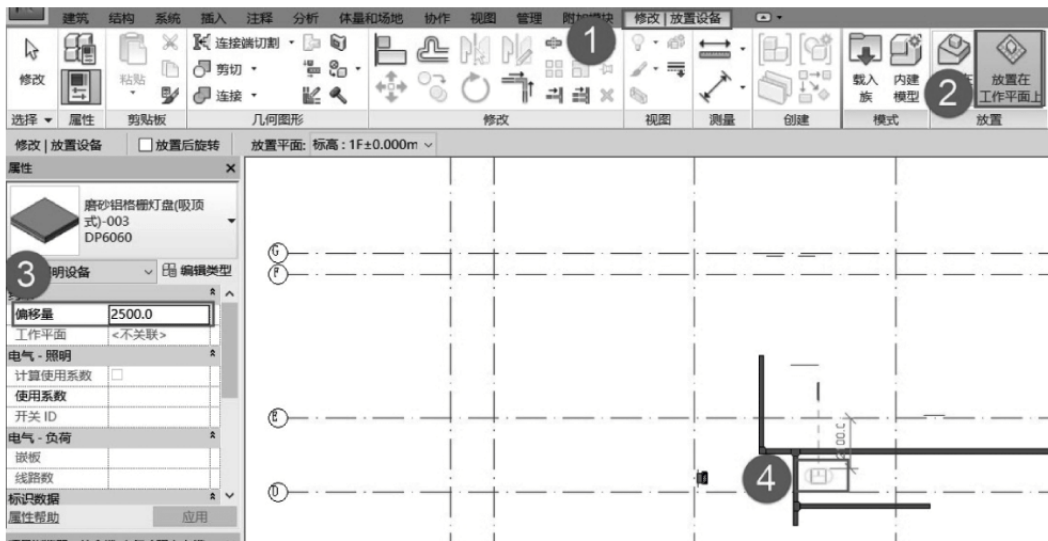 建筑 结构 系统 插入 注释 分析 体量和场地 协作 视图 管理 附加模块 修改 | 放置设备
1
修改 粘贴 连接端切割
剪切
连接
载入族 内建模型
2
放置在工作平面上
选择 属性 剪贴板 几何图形 修改 视图 测量 创建 模式 放置
修改 | 放置设备 放置后旋转 放置平面: 标高 : 1F±0.000m
属性
磨砂铝格栅灯盘(吸顶
式)-003
DP6060
3
明设备 编辑类型
偏移量 2500.0
工作平面 <不关联>
电气 - 照明
计算使用系数
使用系数
开关 ID
电气 - 负荷
嵌板
线路数
标识数据
属性帮助 应用
G
F
E
D
4